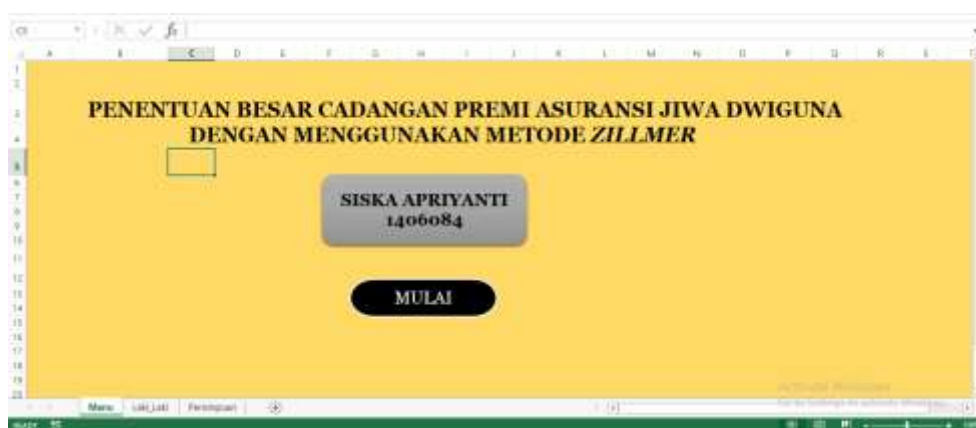 PENENTUAN BESAR CADANGAN PREMI ASURANSI JIWA DWIGUNA
DENGAN MENGGUNAKAN METODE ZILLMER
SISKA APRIYANTI
1406084
MULAI
Menu Laki_Laki Perempuan